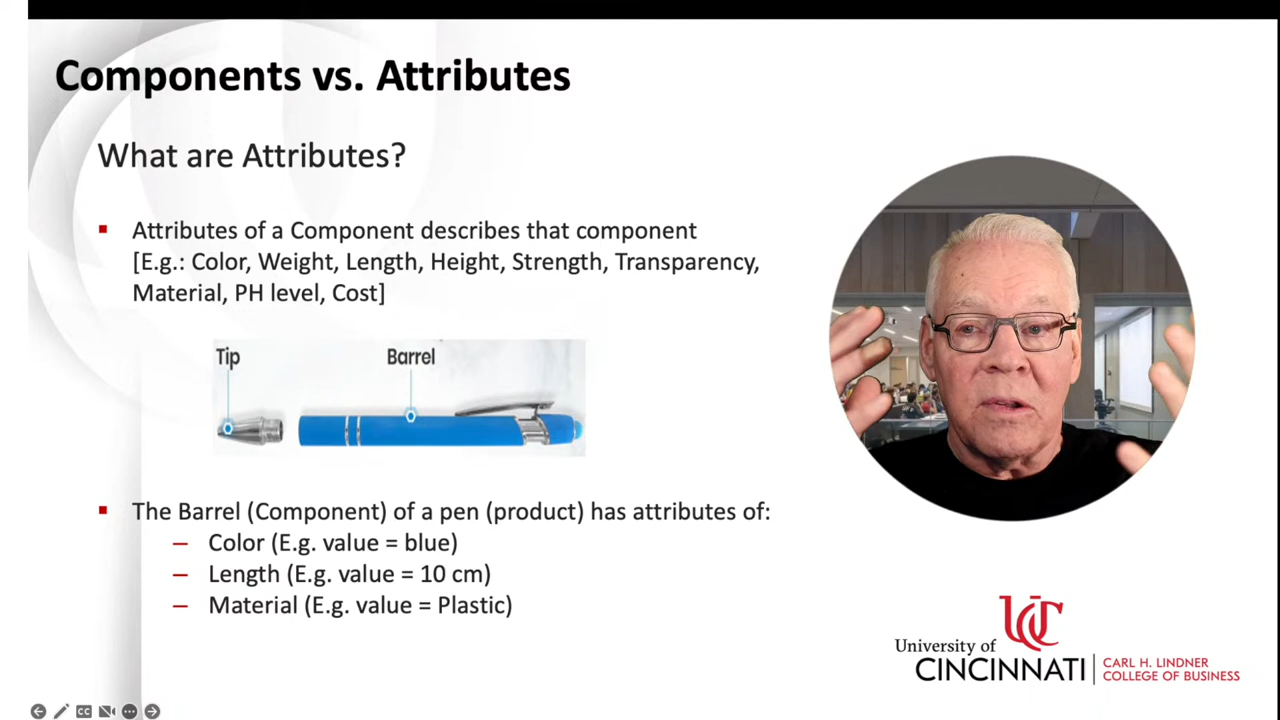 Components vs. Attributes
What are Attributes?
Attributes of a Component describes that component
[E.g.: Color, Weight, Length, Height, Strength, Transparency,
Material, PH level, Cost]
Tip
Barrel
The Barrel (Component) of a pen (product) has attributes of:
– Color (E.g. value = blue)
– Length (E.g. value = 10 cm)
– Material (E.g. value = Plastic)
UC
University of
CINCINNATI
CARL H. LINDNER
COLLEGE OF BUSINESS
CC